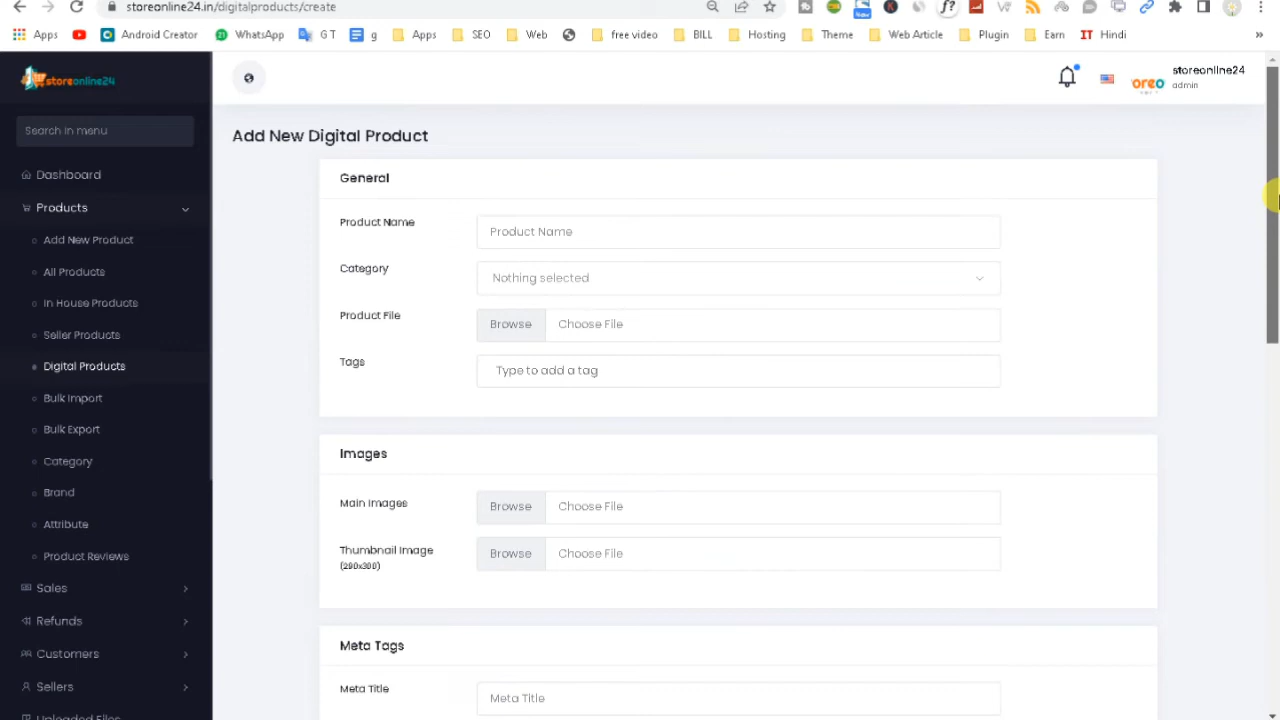 storeonline24.in/digitalproducts/create
Apps Android Creator WhatsApp G T g Apps SEO Web free video BILL Hosting Theme Web Article Plugin Earn IT Hindi »
storeonline24
storeonline24
admin
oreo
Search in menu
Dashboard
Products
Add New Product
All Products
In House Products
Seller Products
Digital Products
Bulk Import
Bulk Export
Category
Brand
Attribute
Product Reviews
Sales
Refunds
Customers
Sellers
Uploaded Files
Add New Digital Product
General
Product Name Product Name
Category Nothing selected
Product File Browse Choose File
Tags Type to add a tag
Images
Main Images Browse Choose File
Thumbnail Image Browse Choose File
(290x300)
Meta Tags
Meta Title Meta Title